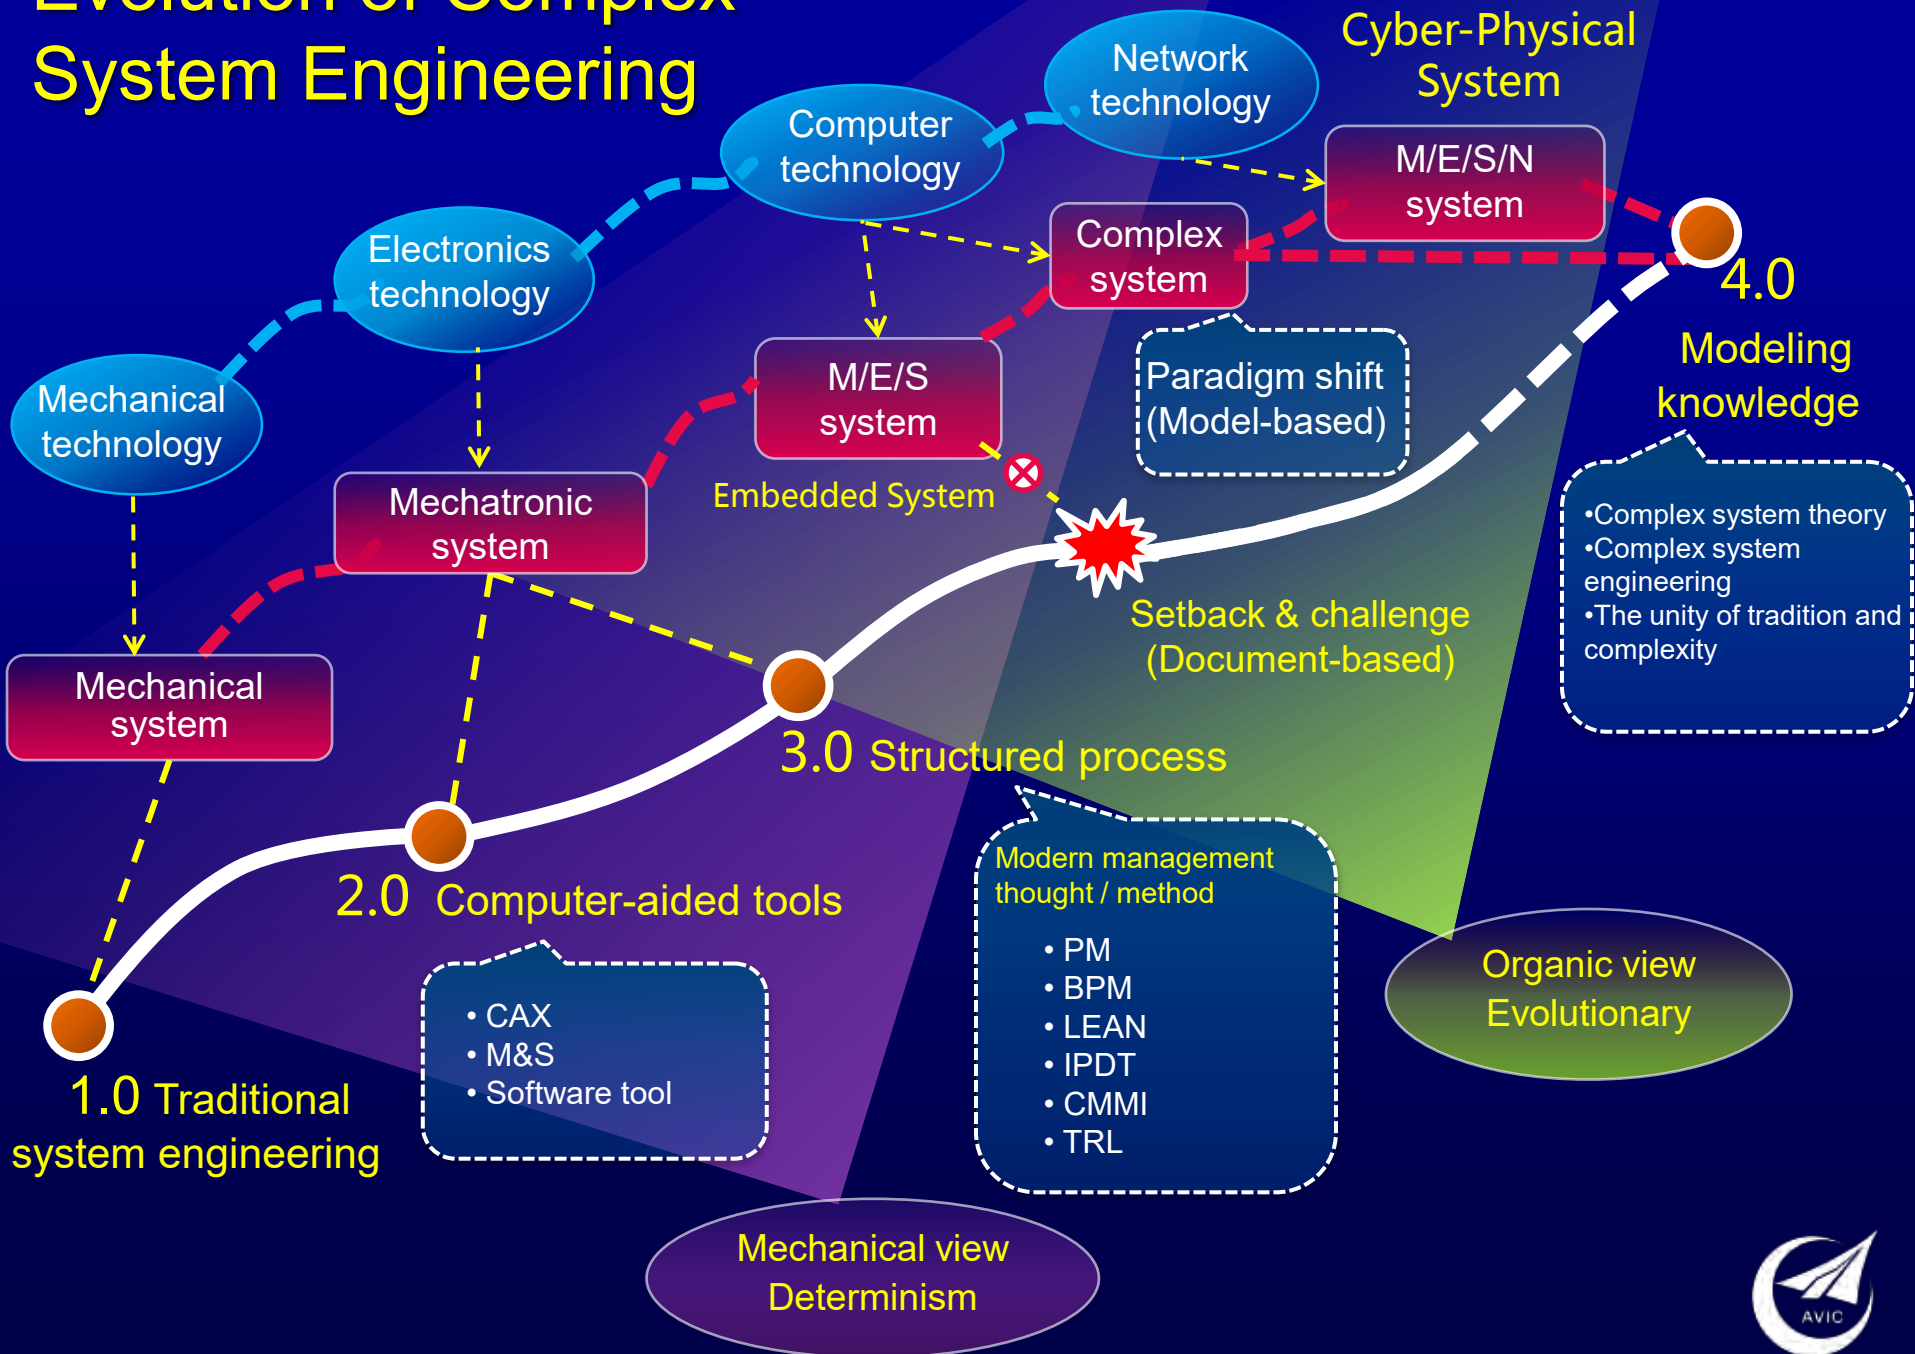 Evolution of Complex
System Engineering
Network
technology
Cyber-Physical
System
Computer
technology
M/E/S/N
system
Electronics
technology
Complex
system
4.0
Modeling
knowledge
Mechanical
technology
M/E/S
system
Paradigm shift
(Model-based)
Mechatronic
system
Embedded System
•Complex system theory
•Complex system
engineering
•The unity of tradition and
complexity
Setback & challenge
(Document-based)
Mechanical
system
3.0 Structured process
2.0 Computer-aided tools
Modern management
thought / method
• PM
• BPM
• LEAN
• IPDT
• CMMI
• TRL
Organic view
Evolutionary
• CAX
• M&S
• Software tool
1.0 Traditional
system engineering
Mechanical view
Determinism
AVIC